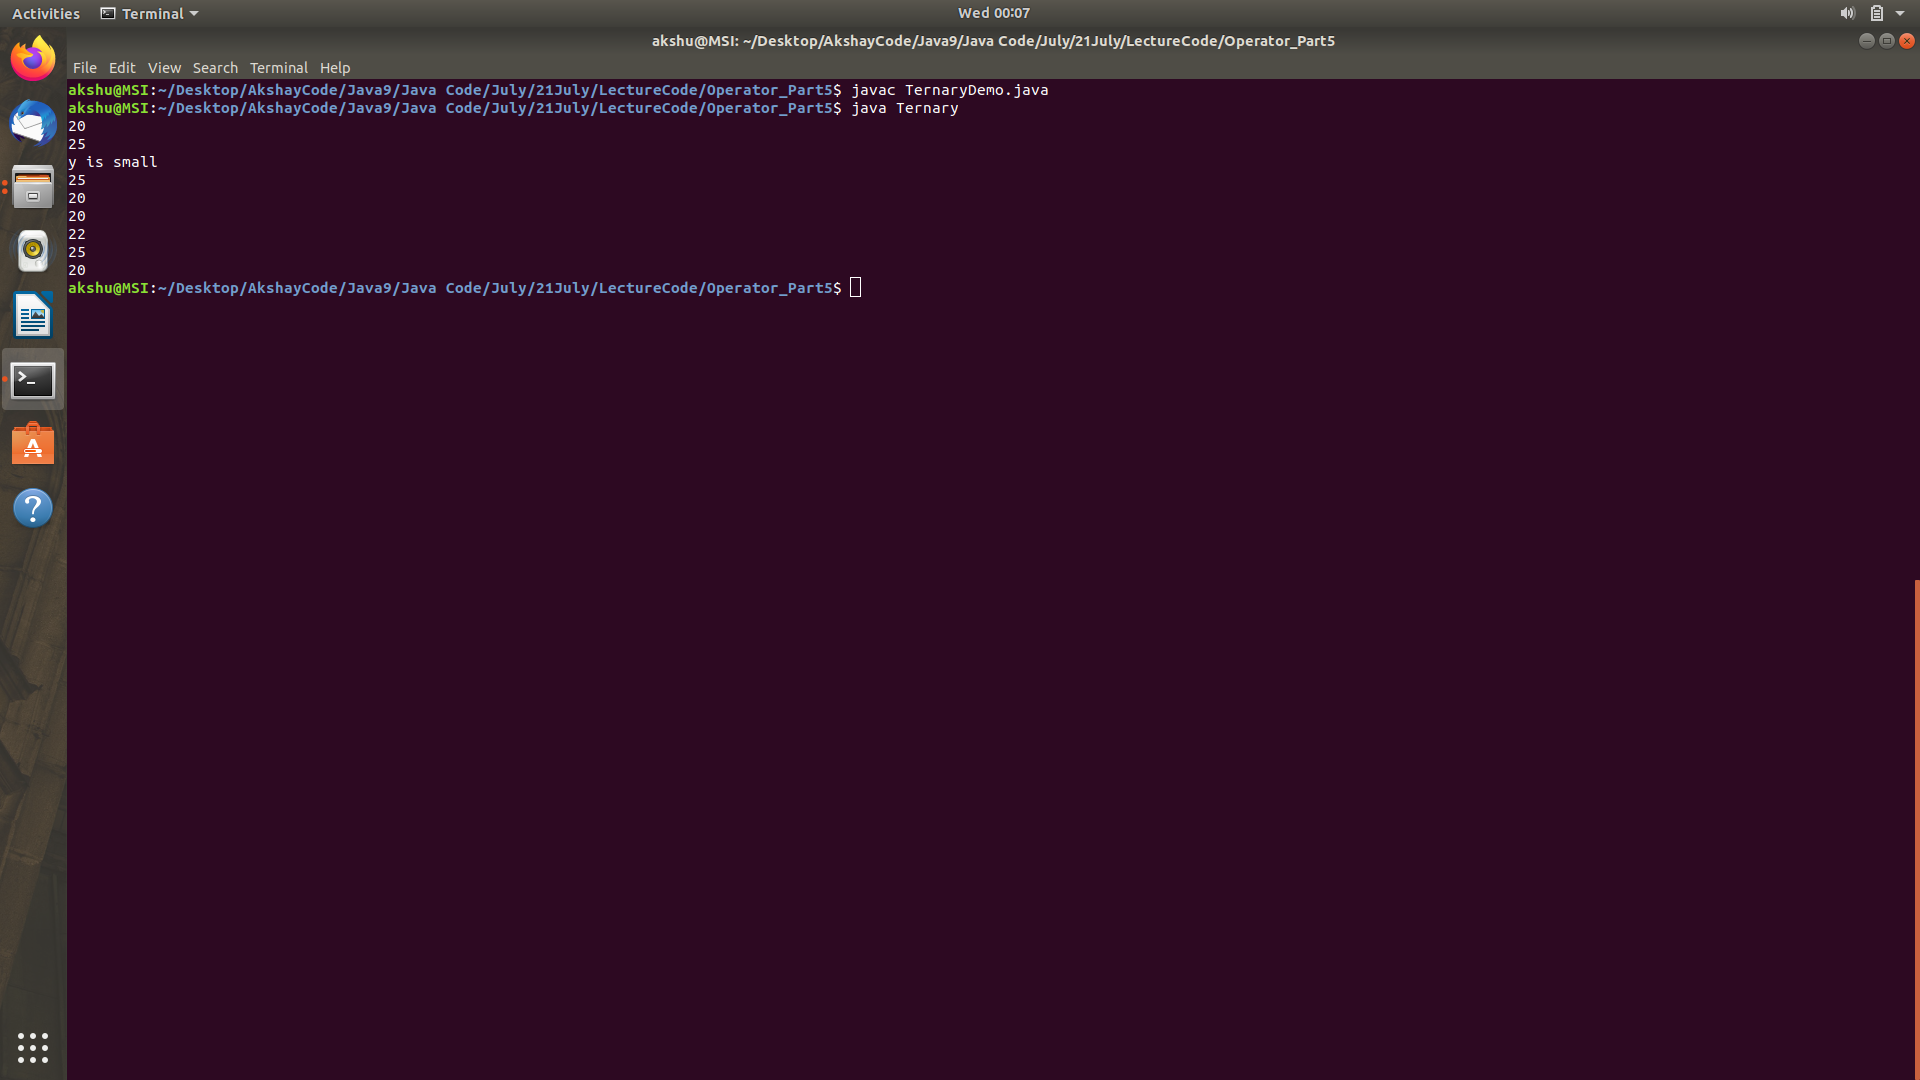 Activities Terminal Wed 00:07
akshu@MSI: ~/Desktop/AkshayCode/Java9/Java Code/July/21July/LectureCode/Operator_Part5
File Edit View Search Terminal Help
akshu@MSI:~/Desktop/AkshayCode/Java9/Java Code/July/21July/LectureCode/Operator_Part5$ javac TernaryDemo.java
akshu@MSI:~/Desktop/AkshayCode/Java9/Java Code/July/21July/LectureCode/Operator_Part5$ java Ternary
20
25
y is small
25
20
20
22
25
20
akshu@MSI:~/Desktop/AkshayCode/Java9/Java Code/July/21July/LectureCode/Operator_Part5$